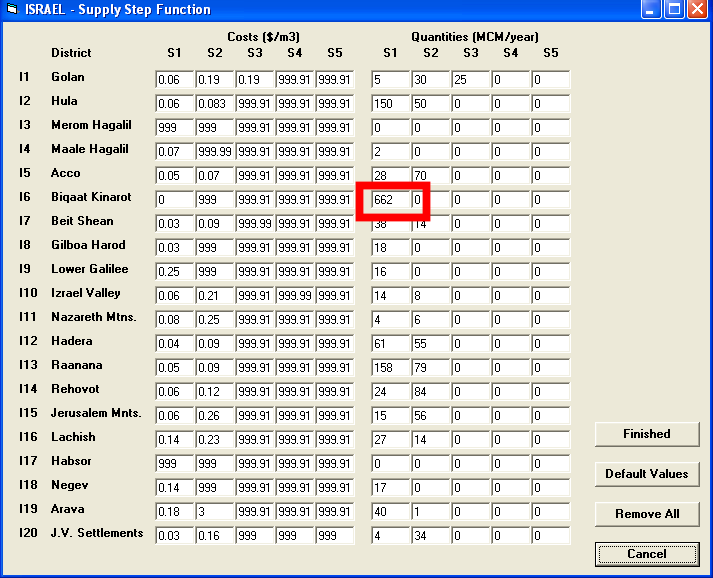 ISRAEL - Supply Step Function
Costs ($/m3) Quantities (MCM/year)
District S1 S2 S3 S4 S5 S1 S2 S3 S4 S5
I1 Golan 0.06 0.19 0.19 999.91 999.91 5 30 25 0 0
I2 Hula 0.06 0.083 999.91 999.91 999.91 150 50 0 0 0
I3 Merom Hagalil 999 999 999.91 999.91 999.91 0 0 0 0 0
I4 Maale Hagalil 0.07 999.99 999.91 999.91 999.91 2 0 0 0 0
I5 Acco 0.05 0.07 999.91 999.91 999.91 28 70 0 0 0
I6 Biqaat Kinarot 0 999 999.91 999.91 999.91 662 0 0 0 0
I7 Beit Shean 0.03 0.09 999.99 999.91 999.91 38 14 0 0 0
I8 Gilboa Harod 0.03 999 999.91 999.91 999.91 18 0 0 0 0
I9 Lower Galilee 0.25 999 999.91 999.91 999.91 16 0 0 0 0
I10 Izrael Valley 0.06 0.21 999.91 999.99 999.91 14 8 0 0 0
I11 Nazareth Mtns. 0.08 0.25 999.91 999.91 999.91 4 6 0 0 0
I12 Hadera 0.04 0.09 999.91 999.91 999.91 61 55 0 0 0
I13 Raanana 0.05 0.09 999.91 999.91 999.91 158 79 0 0 0
I14 Rehovot 0.06 0.12 999.91 999.91 999.91 24 84 0 0 0
I15 Jerusalem Mnts. 0.06 0.26 999.91 999.91 999.91 15 56 0 0 0
I16 Lachish 0.14 0.23 999.91 999.91 999.91 27 14 0 0 0
I17 Habsor 999 999 999.91 999.91 999.91 0 0 0 0 0
I18 Negev 0.14 999 999.91 999.91 999.91 17 0 0 0 0
I19 Arava 0.18 3 999.91 999.91 999.91 40 1 0 0 0
I20 J.V. Settlements 0.03 0.16 999 999 999 4 34 0 0 0
Finished
Default Values
Remove All
Cancel